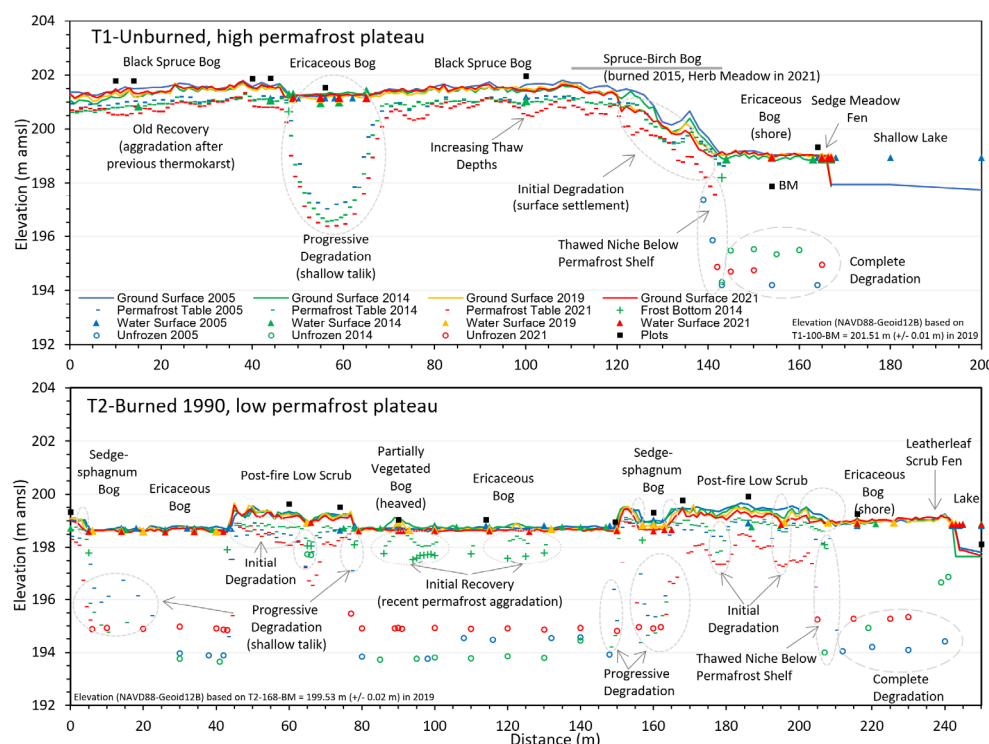 204
202
200
198
196
194
192
Elevation (m amsl)
T1-Unburned, high permafrost plateau
Black Spruce Bog
Ericaceous Bog
Black Spruce Bog
Spruce-Birch Bog
(burned 2015, Herb Meadow in 2021)
Ericaceous
Bog
(shore)
Sedge Meadow
Fen
Shallow Lake
Old Recovery
(aggradation after
previous thermokarst)
Increasing Thaw
Depths
Initial Degradation
(surface settlement)
BM
Progressive
Degradation
(shallow talik)
Thawed Niche Below
Permafrost Shelf
Complete
Degradation
Ground Surface 2005
Ground Surface 2014
Ground Surface 2019
Ground Surface 2021
Permafrost Table 2005
Permafrost Table 2014
Permafrost Table 2021
Frost Bottom 2014
Water Surface 2005
Water Surface 2014
Water Surface 2019
Water Surface 2021
Unfrozen 2005
Unfrozen 2014
Unfrozen 2021
Plots
Elevation (NAVD88-Geoid12B) based on
T1-100-BM = 201.51 m (+/- 0.01 m) in 2019
0 20 40 60 80 100 120 140 160 180 200
204
202
200
198
196
194
192
Elevation (m amsl)
T2-Burned 1990, low permafrost plateau
Sedge-
sphagnum
Bog
Ericaceous
Bog
Post-fire Low Scrub
Partially
Vegetated
Bog
(heaved)
Ericaceous
Bog
Sedge-
sphagnum
Bog
Post-fire Low Scrub
Ericaceous
Bog
(shore)
Leatherleaf
Scrub Fen
Lake
Initial
Degradation
Initial Recovery
(recent permafrost aggradation)
Progressive
Degradation
(shallow talik)
Progressive
Degradation
Initial
Degradation
Thawed Niche Below
Permafrost Shelf
Complete
Degradation
Elevation (NAVD88-Geoid12B) based on T2-168-BM = 199.53 m (+/- 0.02 m) in 2019
0 20 40 60 80 100 120 140 160 180 200 220 240
Distance (m)